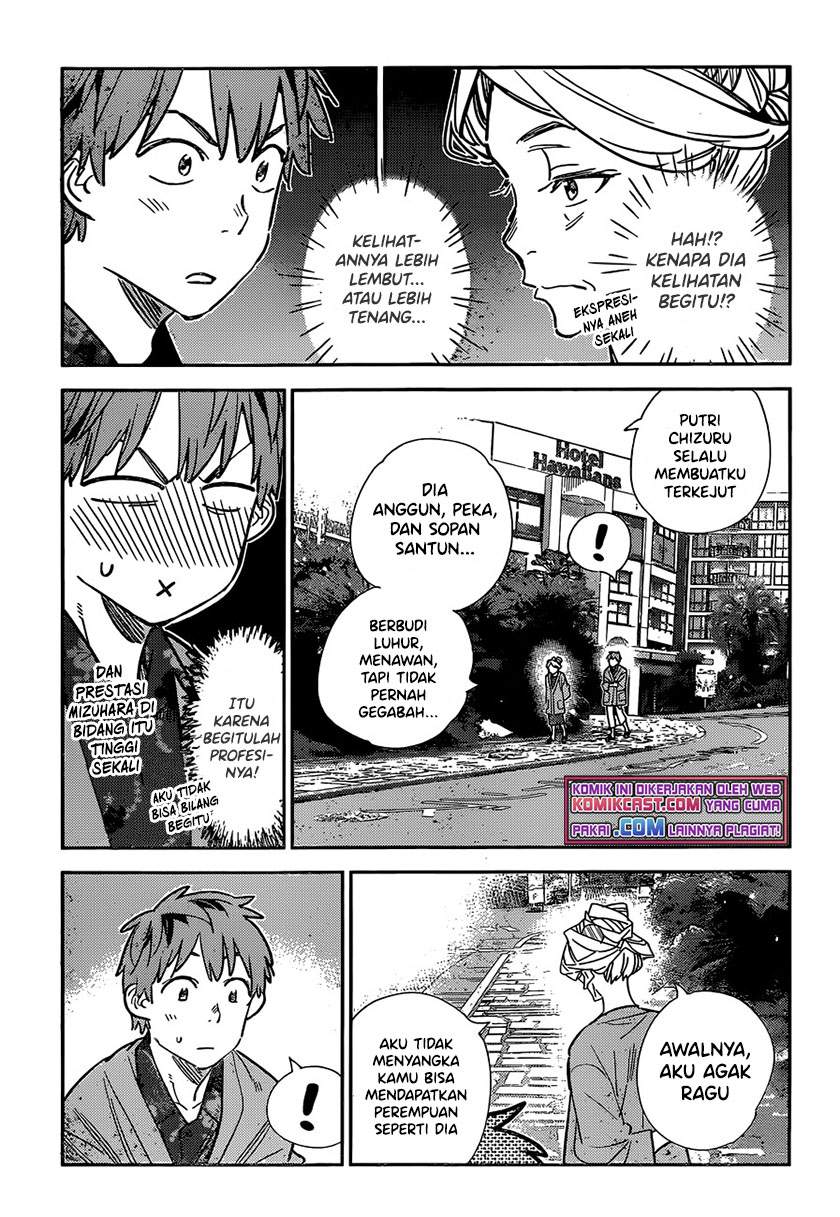 HAH!?
KENAPA DIA
KELIHATAN
BEGITU!?
EKSPRESI-
NYA ANEH
SEKALI
KELIHAT-
ANNYA LEBIH
LEMBUT...
ATAU LEBIH
TENANG...
PUTRI
CHIZURU
SELALU
MEMBUATKU
TERKEJUT
Hotel
Hawaiians
!
DIA
ANGGUN, PEKA,
DAN SOPAN
SANTUN...
BERBUDI
LUHUR,
MENAWAN,
TAPI TIDAK
PERNAH
GEGABAH...
ITU
KARENA
BEGITULAH
PROFESI-
NYA!
AKU TIDAK
BISA BILANG
BEGITU
DAN
PRESTASI
MIZUHARA DI
BIDANG ITU
TINGGI
SEKALI
KOMIK INI DIKERJAKAN OLEH WEB
KOMIKCAST.COM YANG CUMA
PAKAI .COM LAINNYA PLAGIAT!
AWALNYA,
AKU AGAK
RAGU
AKU TIDAK
MENYANGKA
KAMU BISA
MENDAPATKAN
PEREMPUAN
SEPERTI DIA
!